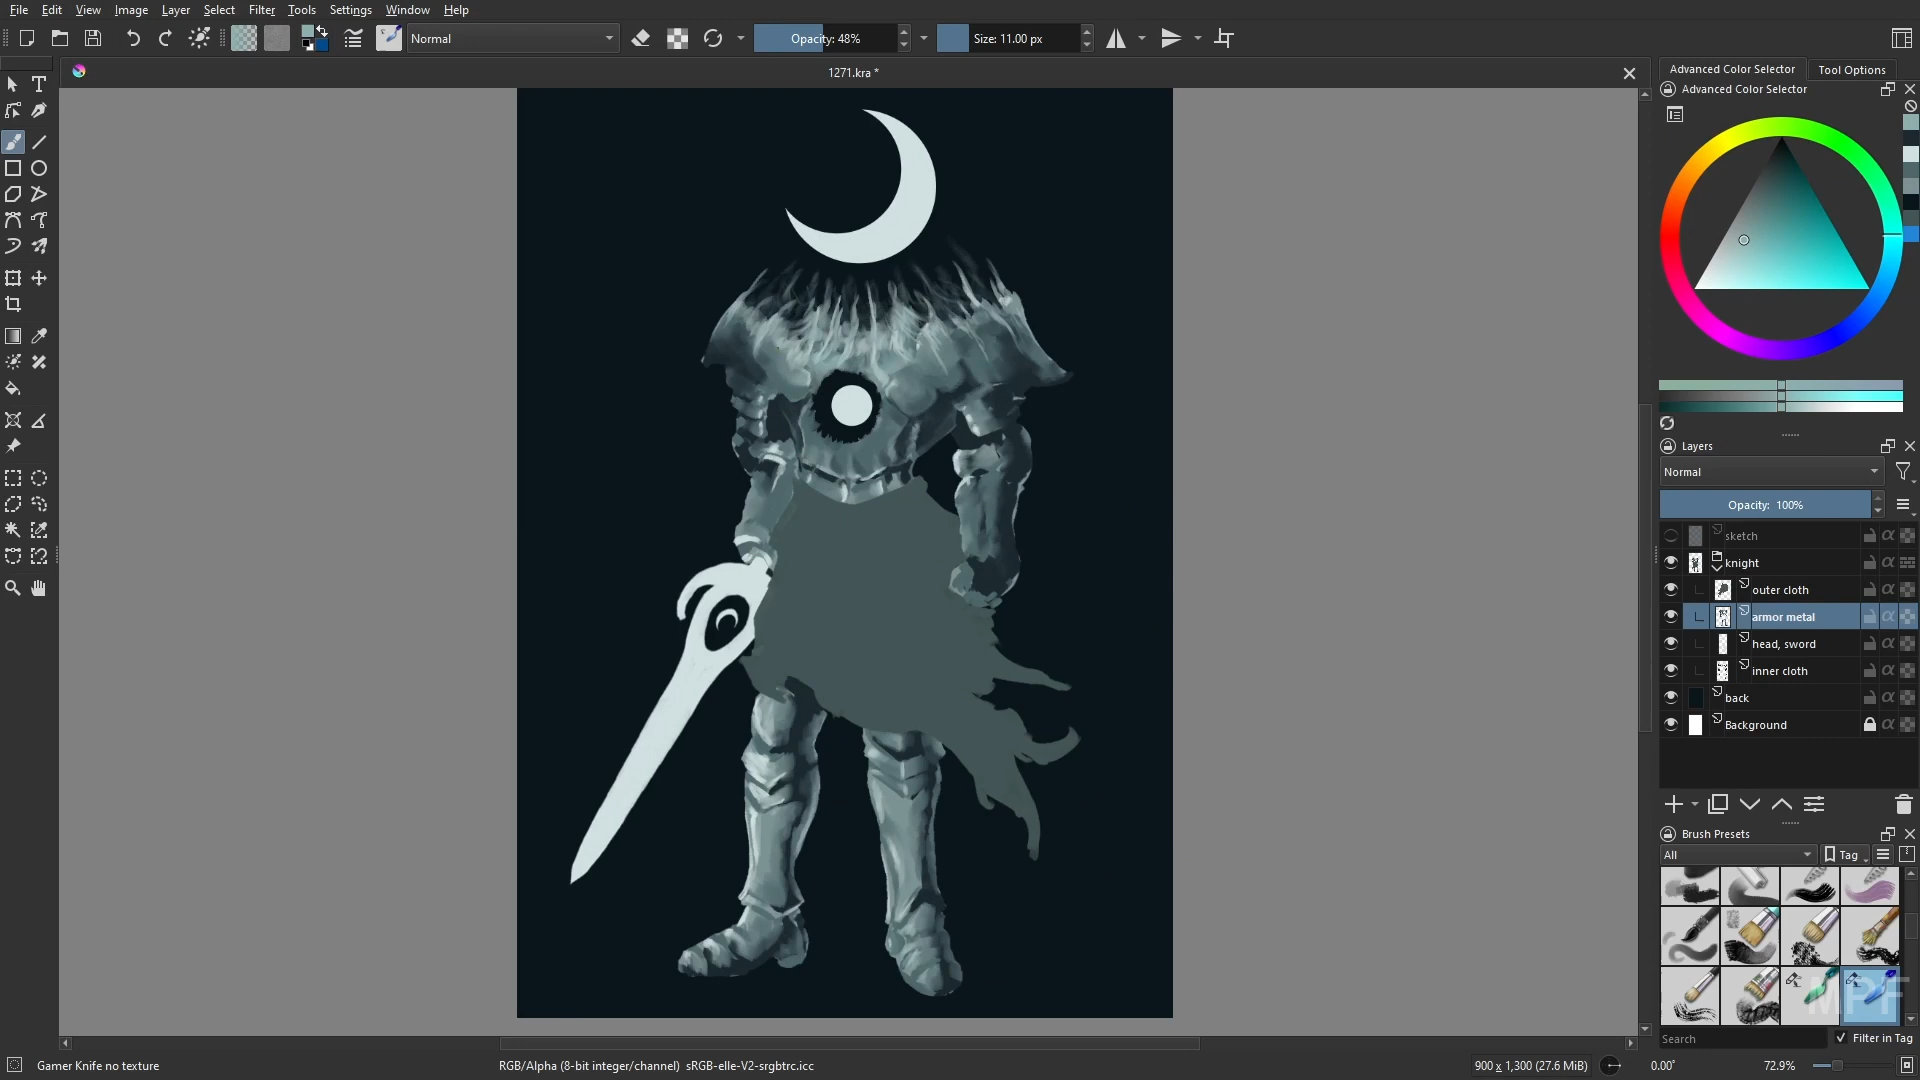 File Edit View Image Layer Select Filter Tools Settings Window Help
Normal
Opacity: 48%
Size: 11.00 px
1271.kra *
Advanced Color Selector
Tool Options
Advanced Color Selector
Layers
Normal
Opacity: 100%
sketch
knight
outer cloth
armor metal
head, sword
inner cloth
back
Background
Brush Presets
All
Tag
MPF
Search
Filter in Tag
Gamer Knife no texture
RGB/Alpha (8-bit integer/channel) sRGB-elle-V2-srgbtrc.icc
900 x 1,300 (27.6 MiB)
0.00°
72.9%